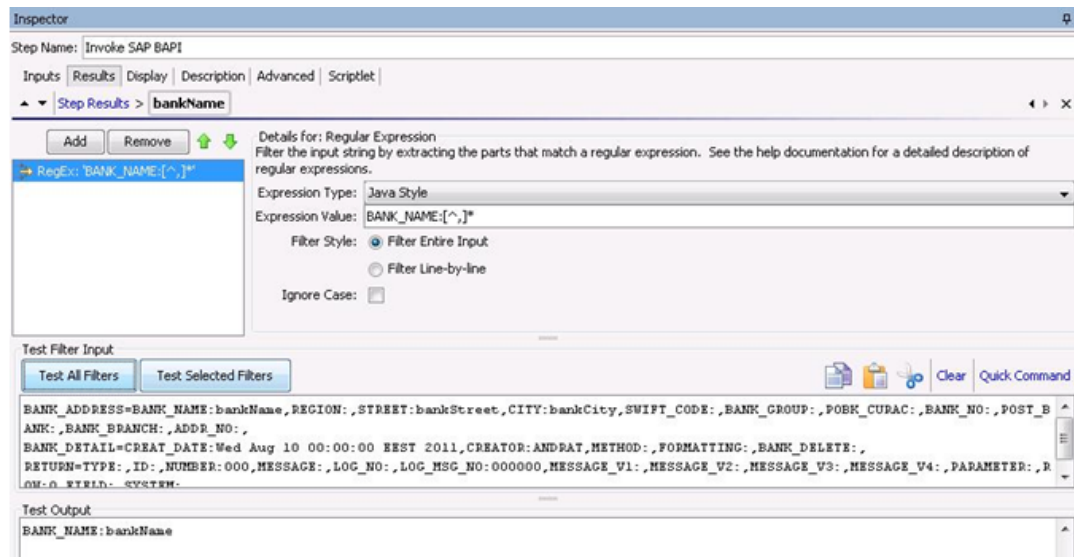 Inspector
Step Name: Invoke SAP BAPI
Inputs Results Display Description Advanced Scriptlet
Step Results > bankName
Add Remove
RegEx: 'BANK_NAME:[^,]*'
Details for: Regular Expression
Filter the input string by extracting the parts that match a regular expression. See the help documentation for a detailed description of
regular expressions.
Expression Type: Java Style
Expression Value: BANK_NAME:[^,]*
Filter Style: Filter Entire Input
Filter Line-by-line
Ignore Case:
Test Filter Input
Test All Filters Test Selected Filters Clear Quick Command
BANK_ADDRESS=BANK_NAME:bankName,REGION:,STREET:bankStreet,CITY:bankCity,SWIFT_CODE:,BANK_GROUP:,POBK_CURAC:,BANK_NO:,POST_B
ANK:,BANK_BRANCH:,ADDR_NO:,
BANK_DETAIL=CREAT_DATE:Wed Aug 10 00:00:00 EEST 2011,CREATOR:ANDRAT,METHOD:,FORMATTING:,BANK_DELETE:,
RETURN=TYPE:,ID:,NUMBER:000,MESSAGE:,LOG_NO:,LOG_MSG_NO:000000,MESSAGE_V1:,MESSAGE_V2:,MESSAGE_V3:,MESSAGE_V4:,PARAMETER:,R
OW:0,FIELD:,SYSTEM:
Test Output
BANK_NAME:bankName